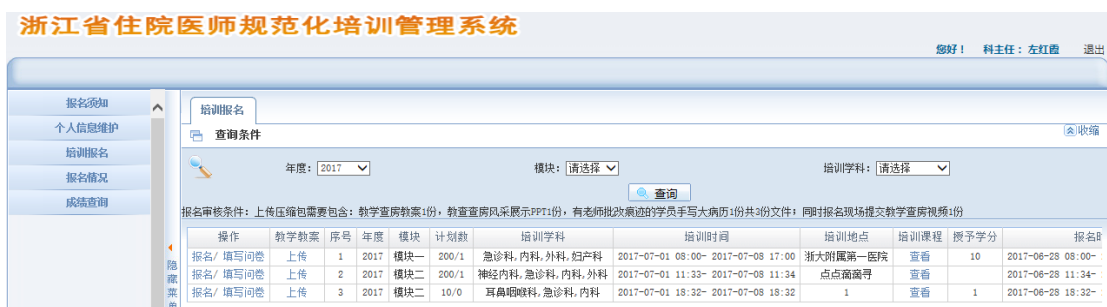 浙江省住院医师规范化培训管理系统
您好！ 科主任：左红霞 退出
报名须知
个人信息维护
培训报名
报名情况
成绩查询
隐藏菜单
培训报名
查询条件 收缩
年度：2017 模块：请选择 培训学科：请选择
查询
报名审核条件：上传压缩包需要包含：教学查房教案1份，教查查房风采展示PPT1份，有老师批改痕迹的学员手写大病历1份共3份文件；同时报名现场提交教学查房视频1份
操作 教学教案 序号 年度 模块 计划数 培训学科 培训时间 培训地点 培训课程 授予学分 报名时
报名/ 填写问卷 上传 1 2017 模块一 200/1 急诊科,内科,外科,妇产科 2017-07-01 08:00- 2017-07-08 17:00 浙大附属第一医院 查看 10 2017-06-28 08:00-
报名/ 填写问卷 上传 2 2017 模块二 200/1 神经内科,急诊科,内科,外科 2017-07-01 11:33- 2017-07-08 11:34 点点滴滴寻 查看 2017-06-28 11:34-
报名/ 填写问卷 上传 3 2017 模块二 10/0 耳鼻咽喉科,急诊科,内科 2017-07-01 18:32- 2017-07-08 18:32 1 查看 1 2017-06-28 18:32-